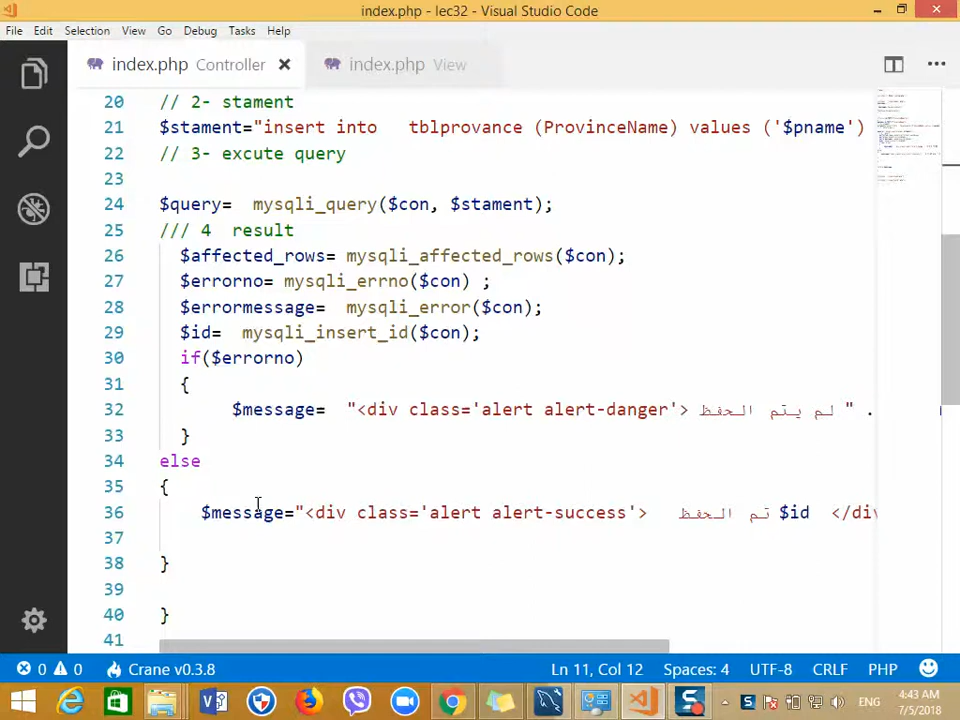 index.php - lec32 - Visual Studio Code
File Edit Selection View Go Debug Tasks Help
index.php Controller
index.php View
20 // 2- stament
21 $stament="insert into tblprovance (ProvinceName) values ('$pname')
22 // 3- excute query
23
24 $query= mysqli_query($con, $stament);
25 /// 4 result
26 $affected_rows= mysqli_affected_rows($con);
27 $errorno= mysqli_errno($con) ;
28 $errormessage= mysqli_error($con);
29 $id= mysqli_insert_id($con);
30 if($errorno)
31 {
32 $message= "<div class='alert alert-danger'> لم يتم الحفظ " .
33 }
34 else
35 {
36 $message="<div class='alert alert-success'> تم الحفظ $id </div
37
38 }
39
40 }
41
0 0 Crane v0.3.8 Ln 11, Col 12 Spaces: 4 UTF-8 CRLF PHP
ENG 4:43 AM
7/5/2018